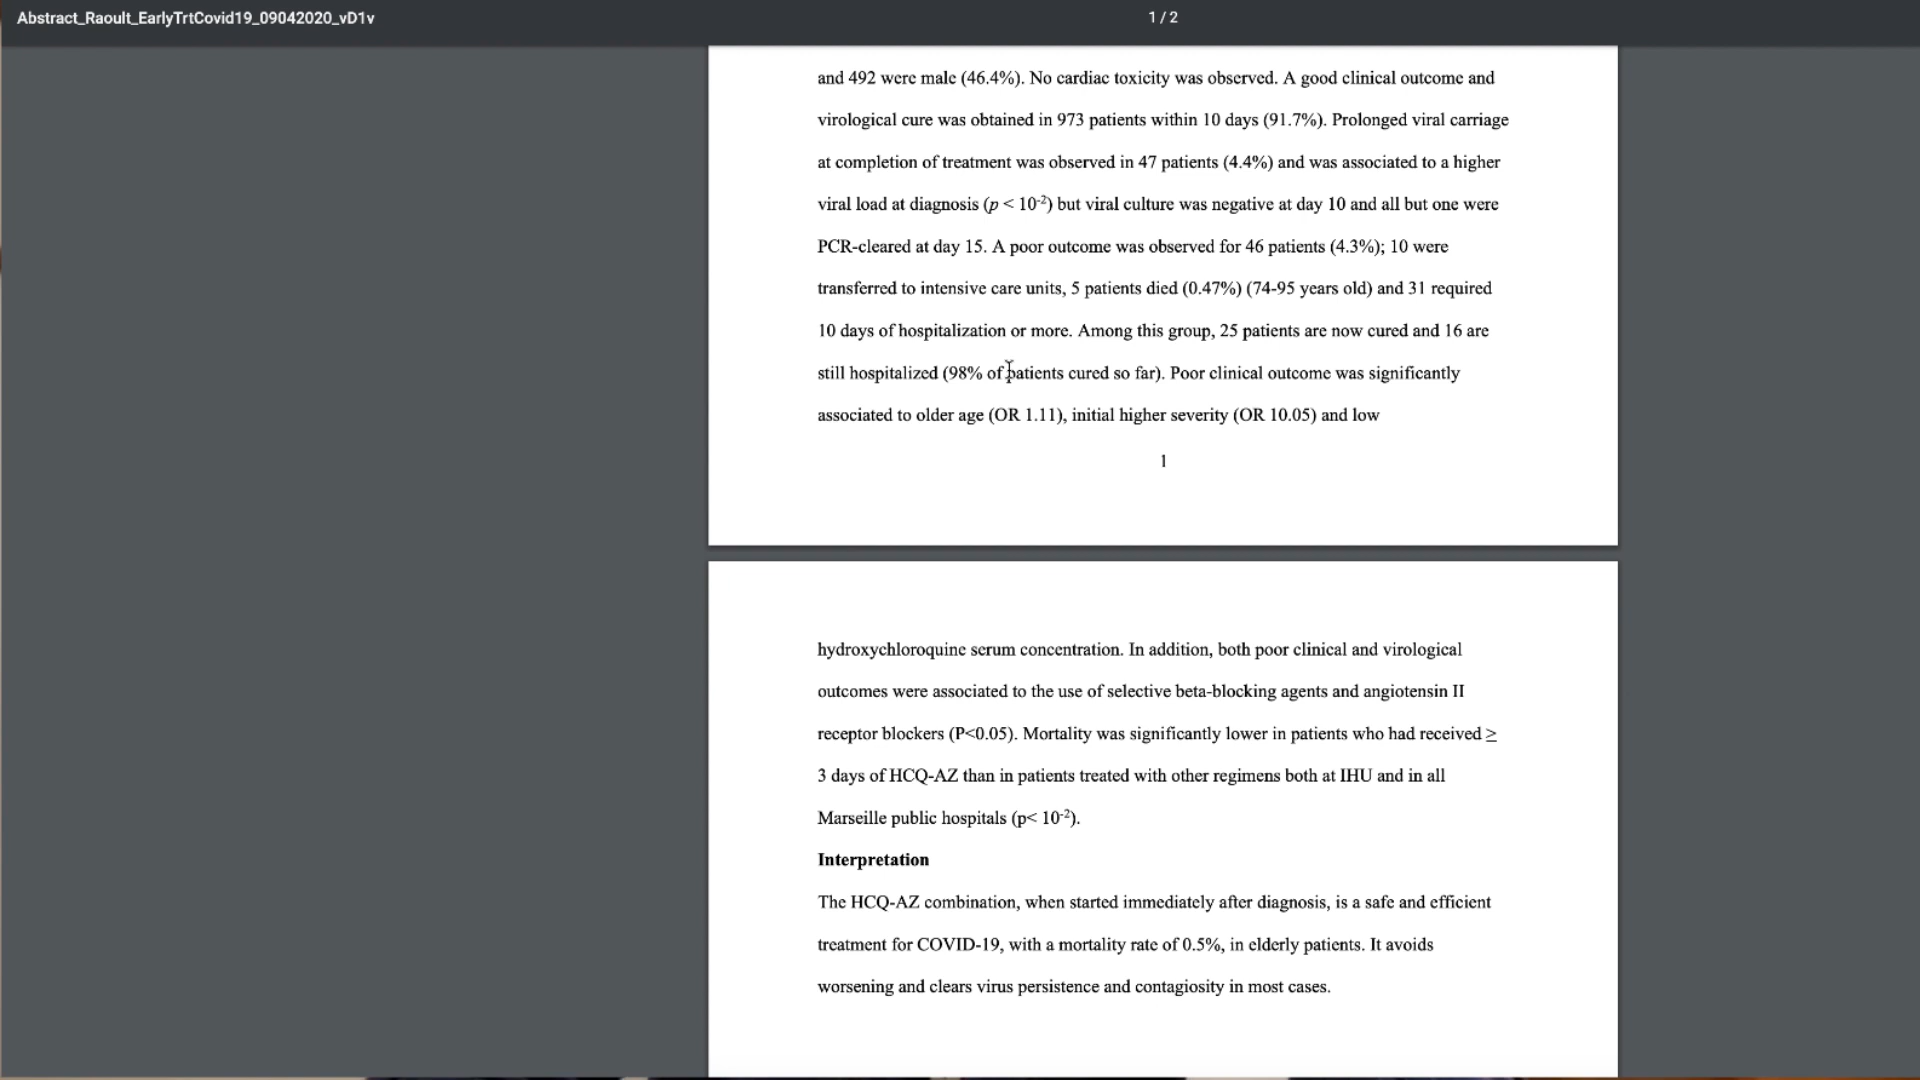 Abstract_Raoult_EarlyTrtCovid19_09042020_vD1v
1 / 2
and 492 were male (46.4%). No cardiac toxicity was observed. A good clinical outcome and
virological cure was obtained in 973 patients within 10 days (91.7%). Prolonged viral carriage
at completion of treatment was observed in 47 patients (4.4%) and was associated to a higher
viral load at diagnosis (p < 10-2) but viral culture was negative at day 10 and all but one were
PCR-cleared at day 15. A poor outcome was observed for 46 patients (4.3%); 10 were
transferred to intensive care units, 5 patients died (0.47%) (74-95 years old) and 31 required
10 days of hospitalization or more. Among this group, 25 patients are now cured and 16 are
still hospitalized (98% of patients cured so far). Poor clinical outcome was significantly
associated to older age (OR 1.11), initial higher severity (OR 10.05) and low
1
hydroxychloroquine serum concentration. In addition, both poor clinical and virological
outcomes were associated to the use of selective beta-blocking agents and angiotensin II
receptor blockers (P<0.05). Mortality was significantly lower in patients who had received ≥
3 days of HCQ-AZ than in patients treated with other regimens both at IHU and in all
Marseille public hospitals (p< 10-2).
Interpretation
The HCQ-AZ combination, when started immediately after diagnosis, is a safe and efficient
treatment for COVID-19, with a mortality rate of 0.5%, in elderly patients. It avoids
worsening and clears virus persistence and contagiosity in most cases.